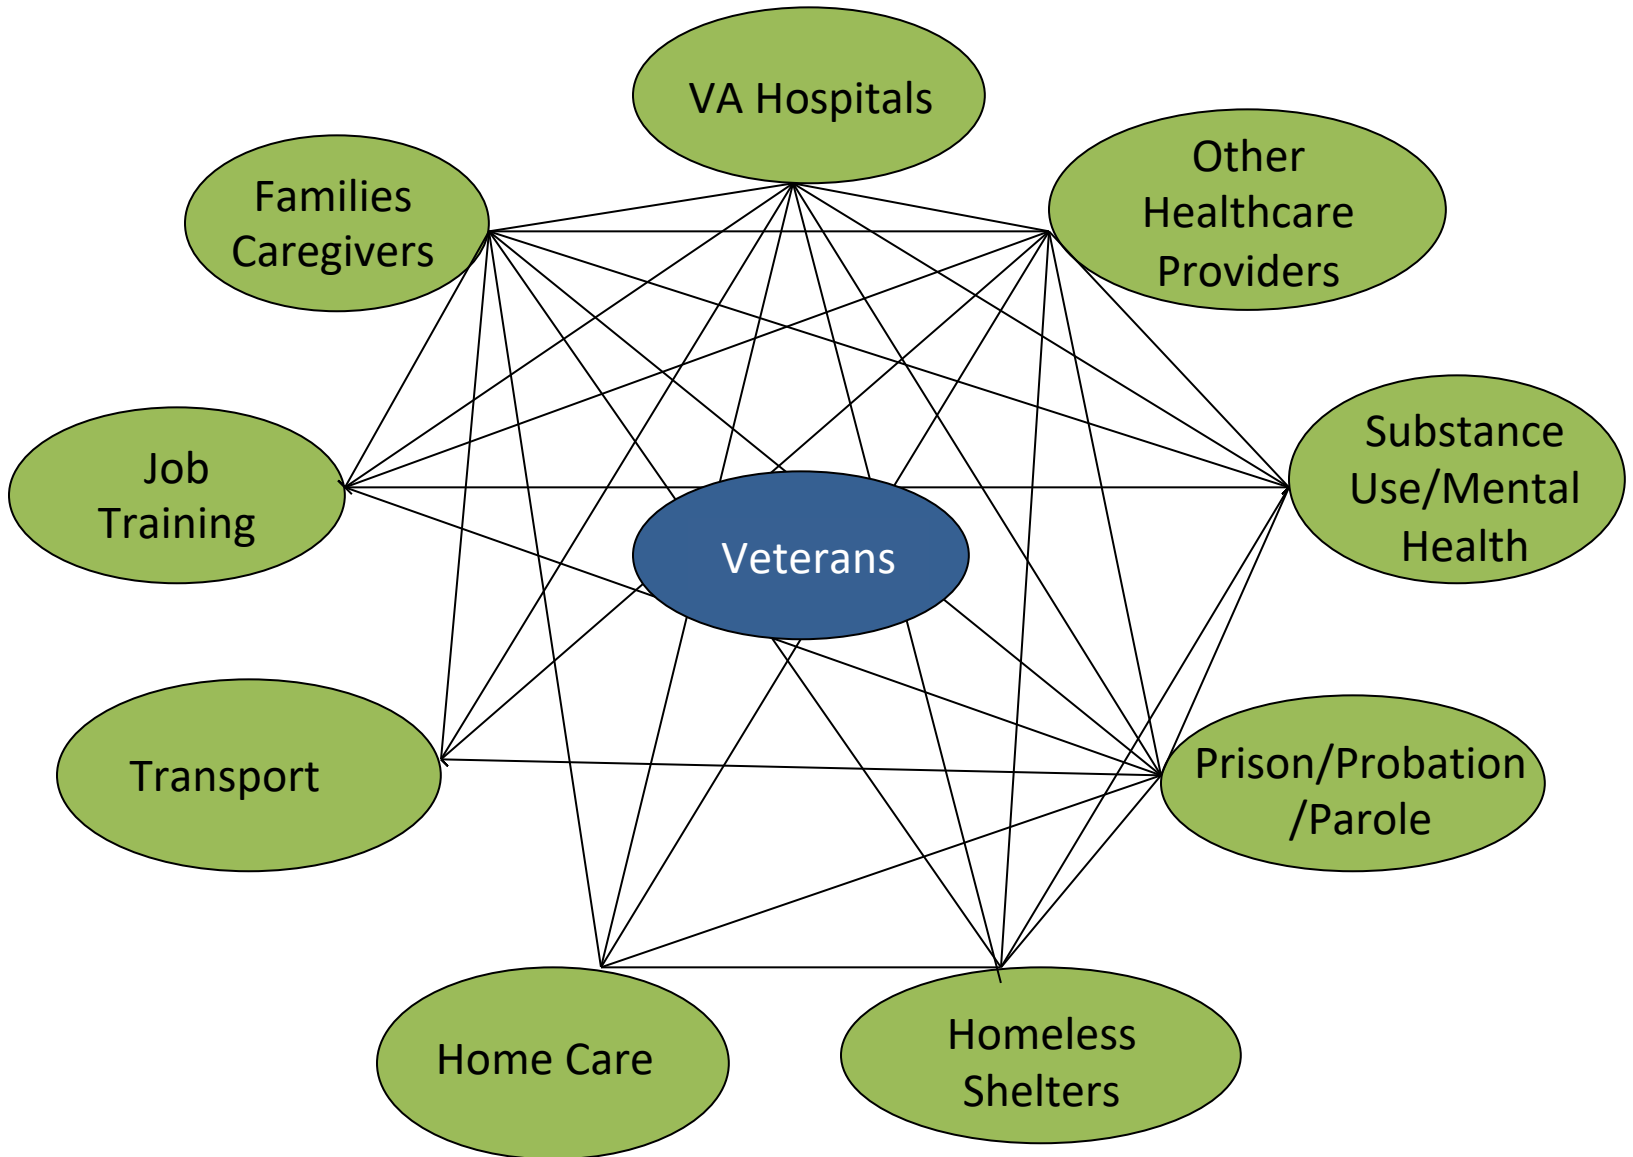 VA Hospitals
Other
Healthcare
Providers
Families
Caregivers
Substance
Use/Mental
Health
Job
Training
Veterans
Prison/Probation
/Parole
Transport
Homeless
Shelters
Home Care